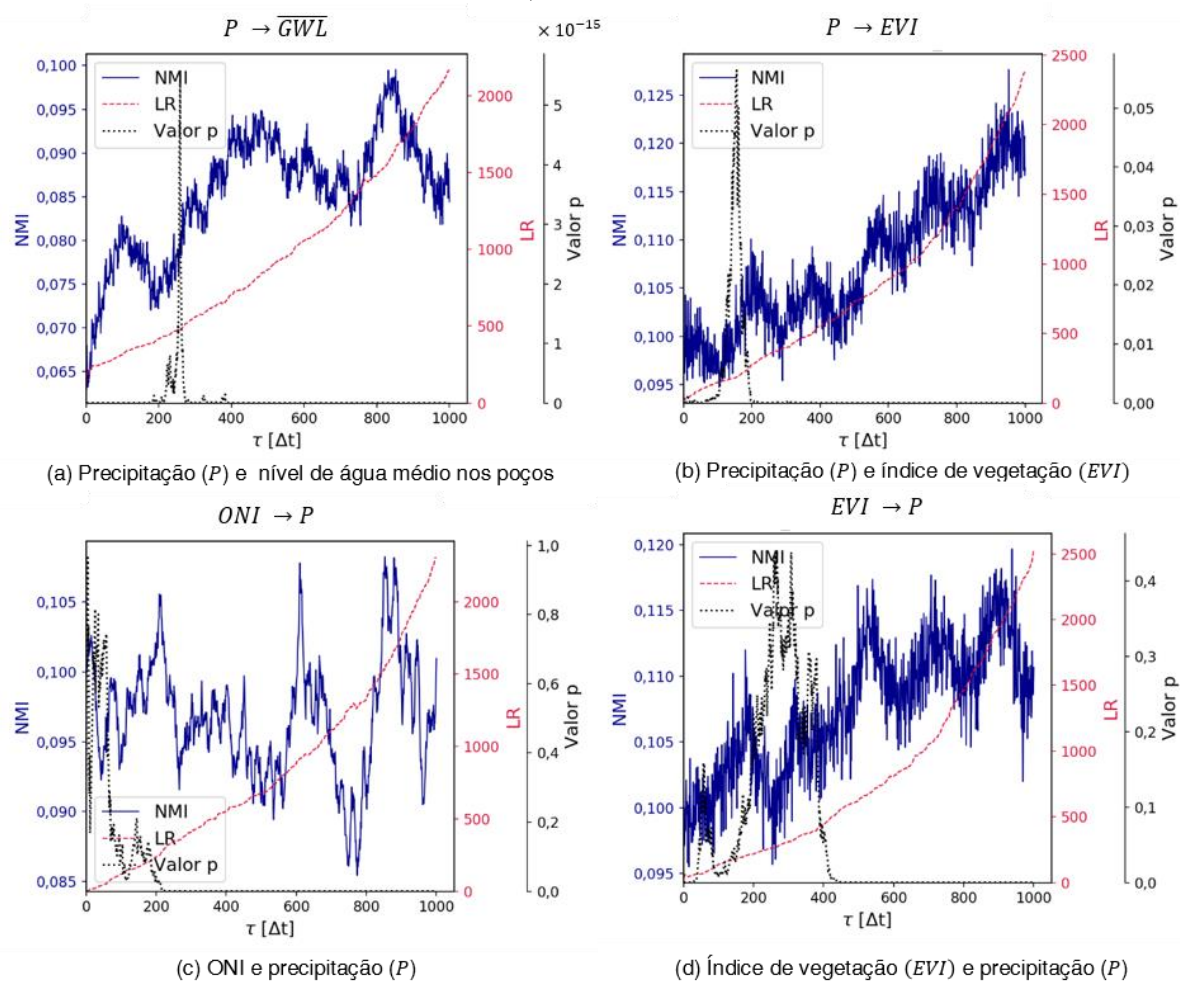 P → GWL
× 10⁻¹⁵
0,100
0,095
0,090
0,085
0,080
0,075
0,070
0,065
NMI
NMI
LR
Valor p
2000
1500
1000
500
0
LR
5
4
3
2
1
0
Valor p
0 200 400 600 800 1000
τ [Δt]
(a) Precipitação (P) e nível de água médio nos poços
P → EVI
0,125
0,120
0,115
0,110
0,105
0,100
0,095
NMI
NMI
LR
Valor p
2500
2000
1500
1000
500
0
LR
0,05
0,04
0,03
0,02
0,01
0,00
Valor p
0 200 400 600 800 1000
τ [Δt]
(b) Precipitação (P) e índice de vegetação (EVI)
ONI → P
0,105
0,100
0,095
0,090
0,085
NMI
NMI
LR
Valor p
2000
1500
1000
500
0
LR
1,0
0,8
0,6
0,4
0,2
0,0
Valor p
0 200 400 600 800 1000
τ [Δt]
(c) ONI e precipitação (P)
EVI → P
0,120
0,115
0,110
0,105
0,100
0,095
NMI
NMI
LR
Valor p
2500
2000
1500
1000
500
0
LR
0,4
0,3
0,2
0,1
0,0
Valor p
0 200 400 600 800 1000
τ [Δt]
(d) Índice de vegetação (EVI) e precipitação (P)